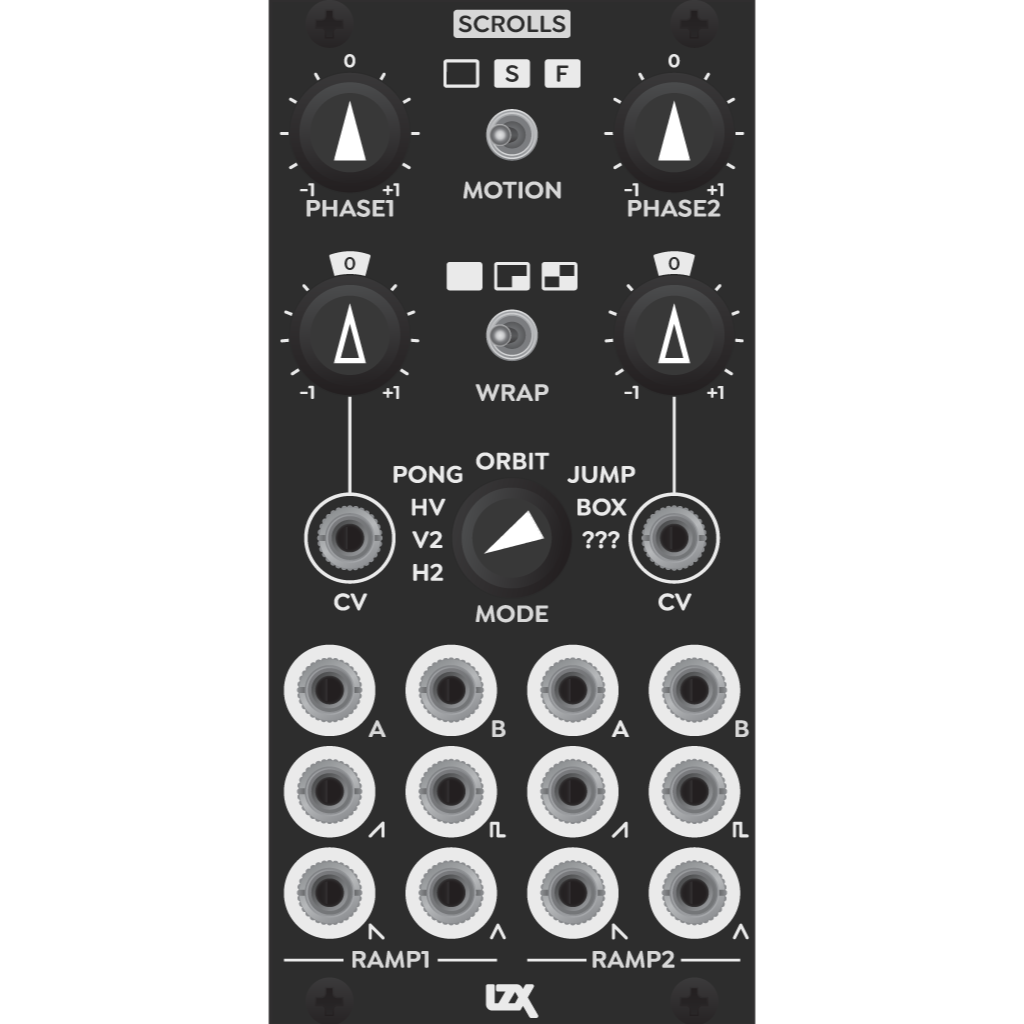 SCROLLS
0
S F
0
-1 +1
PHASE1
MOTION
-1 +1
PHASE2
0
0
-1 +1
WRAP
-1 +1
ORBIT
PONG
JUMP
HV
BOX
V2
???
H2
CV
MODE
CV
A B A B
RAMP1
RAMP2
LZX